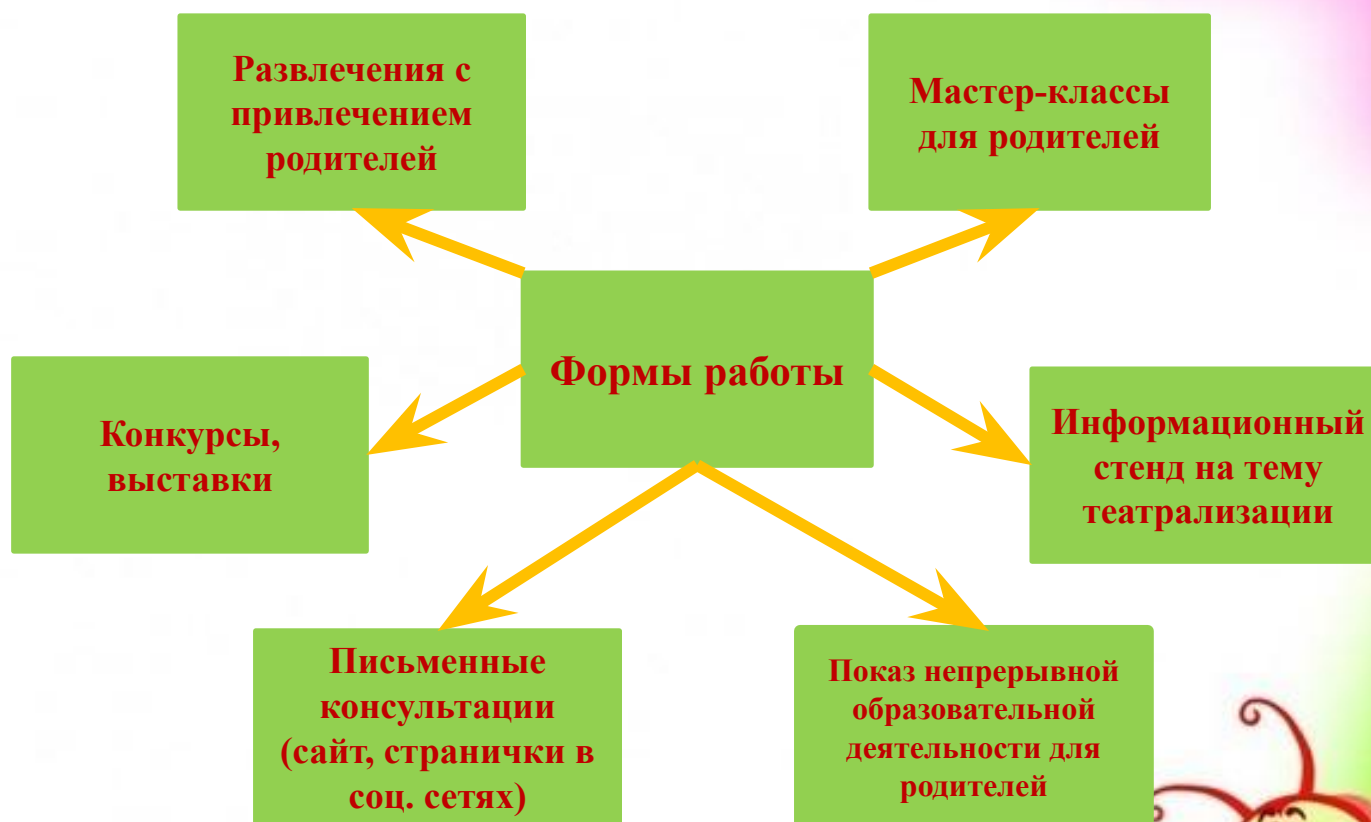 Развлечения с
привлечением
родителей
Мастер-классы
для родителей
Формы работы
Конкурсы,
выставки
Информационный
стенд на тему
театрализации
Письменные
консультации
(сайт, странички в
соц. сетях)
Показ непрерывной
образовательной
деятельности для
родителей